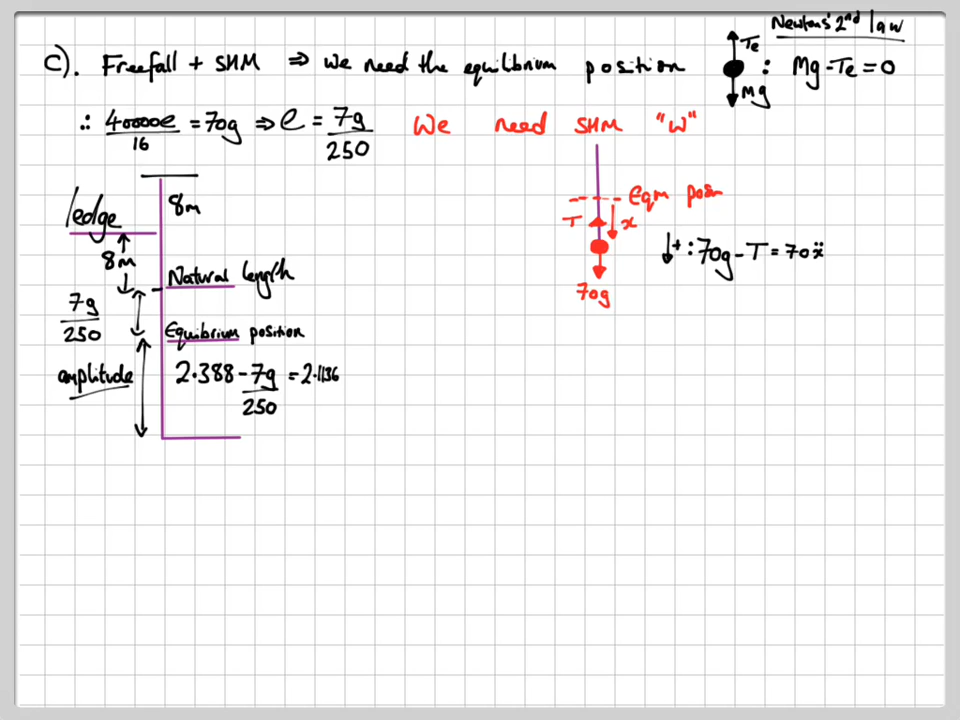 Newtons' 2nd law
C). Freefall + SHM ⇒ We need the equilibrium position
Te
: Mg - Te = 0
Mg
∴ 40000e/16 = 70g ⇒ e = 7g/250
We need SHM "w"
8m
ledge
8m
Natural length
7g/250
Equilibrium position
amplitude
2.388 - 7g/250 = 2.1136
Eqm posn
T
x
↓+: 70g - T = 70ẍ
70g